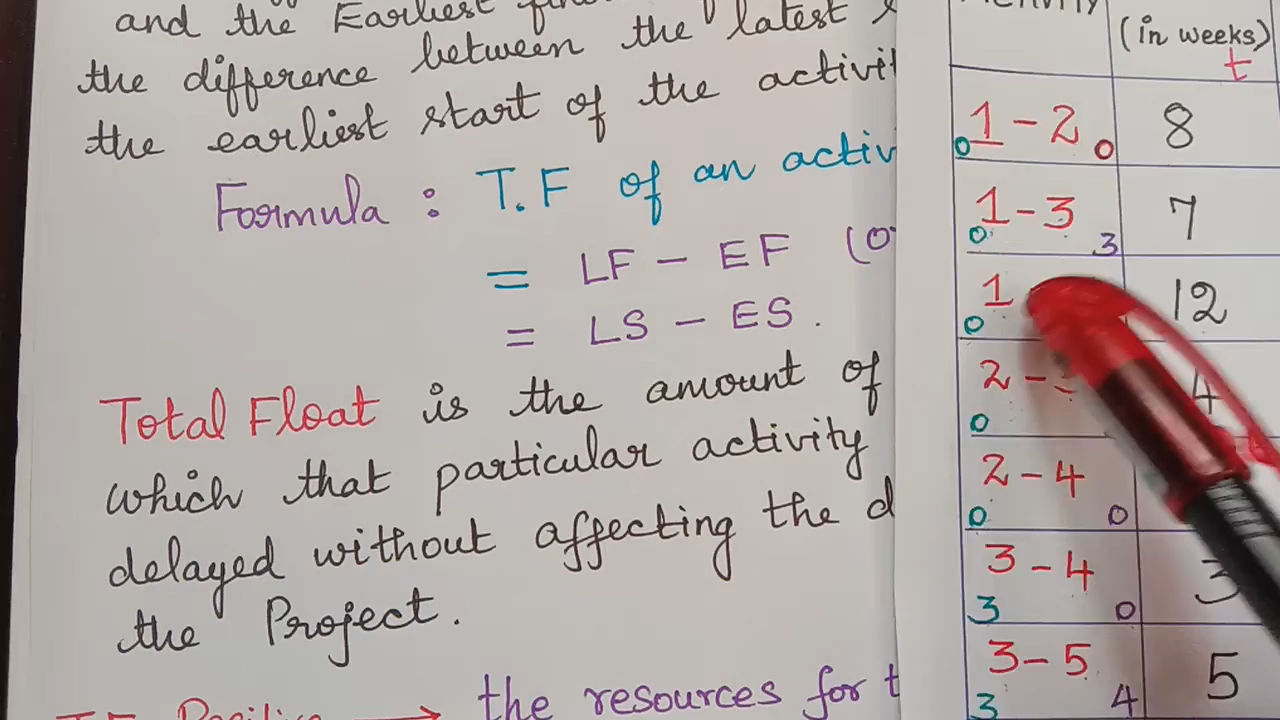 and the Earliest
the difference between the latest
the earliest start of the
Formula : T.F of an
= LF - EF
= LS - ES .
Total Float is the amount of
which that particular activity
delayed without affecting the
the Project.
the resources for
(in weeks)
t
1 - 2 8
0 0
1 - 3 7
0 3
1 12
0
2 - 4
0
2 - 4
0 0
3 - 4 3
3 0
3 - 5 5
3 4